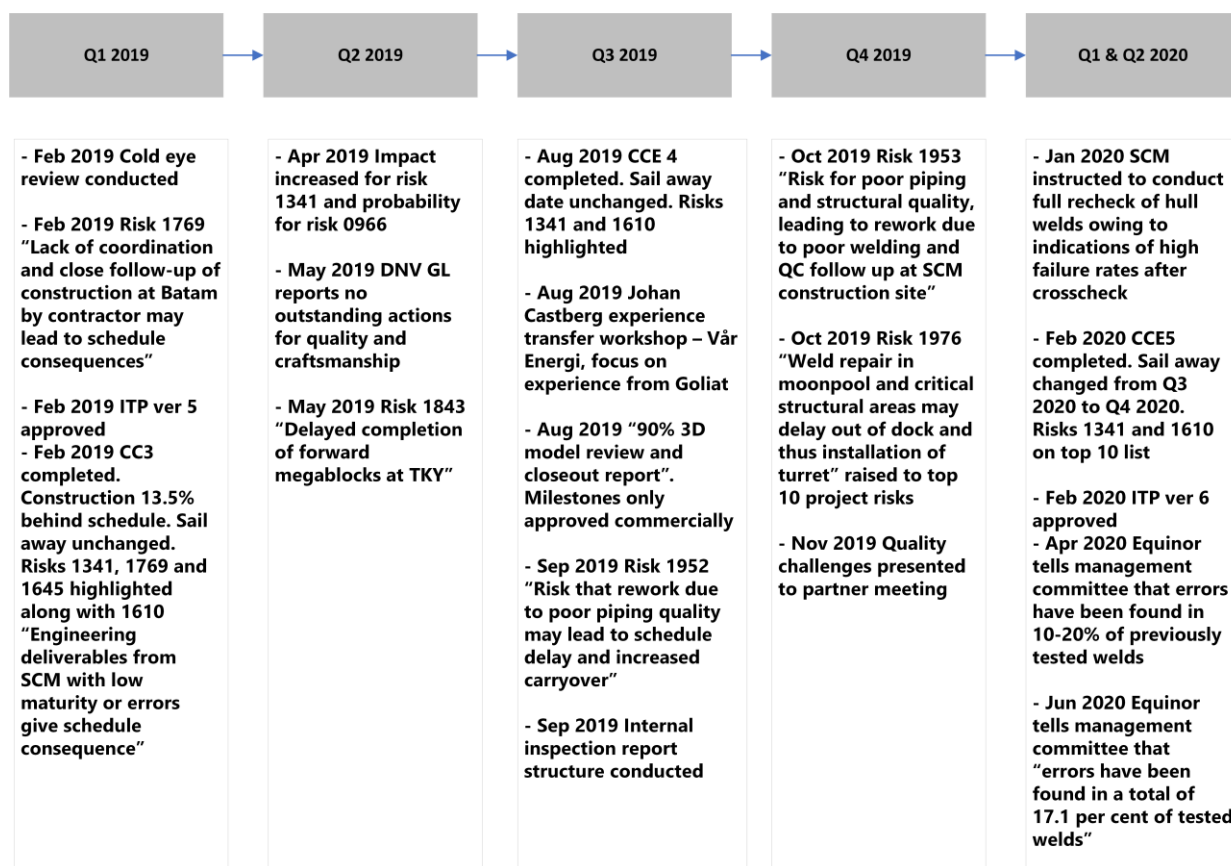 Q1 2019
Q2 2019
Q3 2019
Q4 2019
Q1 & Q2 2020
- Feb 2019 Cold eye
review conducted
- Feb 2019 Risk 1769
“Lack of coordination
and close follow-up of
construction at Batam
by contractor may
lead to schedule
consequences”
- Feb 2019 ITP ver 5
approved
- Feb 2019 CC3
completed.
Construction 13.5%
behind schedule. Sail
away unchanged.
Risks 1341, 1769 and
1645 highlighted
along with 1610
“Engineering
deliverables from
SCM with low
maturity or errors
give schedule
consequence”
- Apr 2019 Impact
increased for risk
1341 and probability
for risk 0966
- May 2019 DNV GL
reports no
outstanding actions
for quality and
craftsmanship
- May 2019 Risk 1843
“Delayed completion
of forward
megablocks at TKY”
- Aug 2019 CCE 4
completed. Sail away
date unchanged. Risks
1341 and 1610
highlighted
- Aug 2019 Johan
Castberg experience
transfer workshop – Vår
Energi, focus on
experience from Goliat
- Aug 2019 “90% 3D
model review and
closeout report”.
Milestones only
approved commercially
- Sep 2019 Risk 1952
“Risk that rework due
to poor piping quality
may lead to schedule
delay and increased
carryover”
- Sep 2019 Internal
inspection report
structure conducted
- Oct 2019 Risk 1953
“Risk for poor piping
and structural quality,
leading to rework due
to poor welding and
QC follow up at SCM
construction site”
- Oct 2019 Risk 1976
“Weld repair in
moonpool and critical
structural areas may
delay out of dock and
thus installation of
turret” raised to top
10 project risks
- Nov 2019 Quality
challenges presented
to partner meeting
- Jan 2020 SCM
instructed to conduct
full recheck of hull
welds owing to
indications of high
failure rates after
crosscheck
- Feb 2020 CCE5
completed. Sail away
changed from Q3
2020 to Q4 2020.
Risks 1341 and 1610
on top 10 list
- Feb 2020 ITP ver 6
approved
- Apr 2020 Equinor
tells management
committee that errors
have been found in
10-20% of previously
tested welds
- Jun 2020 Equinor
tells management
committee that
“errors have been
found in a total of
17.1 per cent of tested
welds”